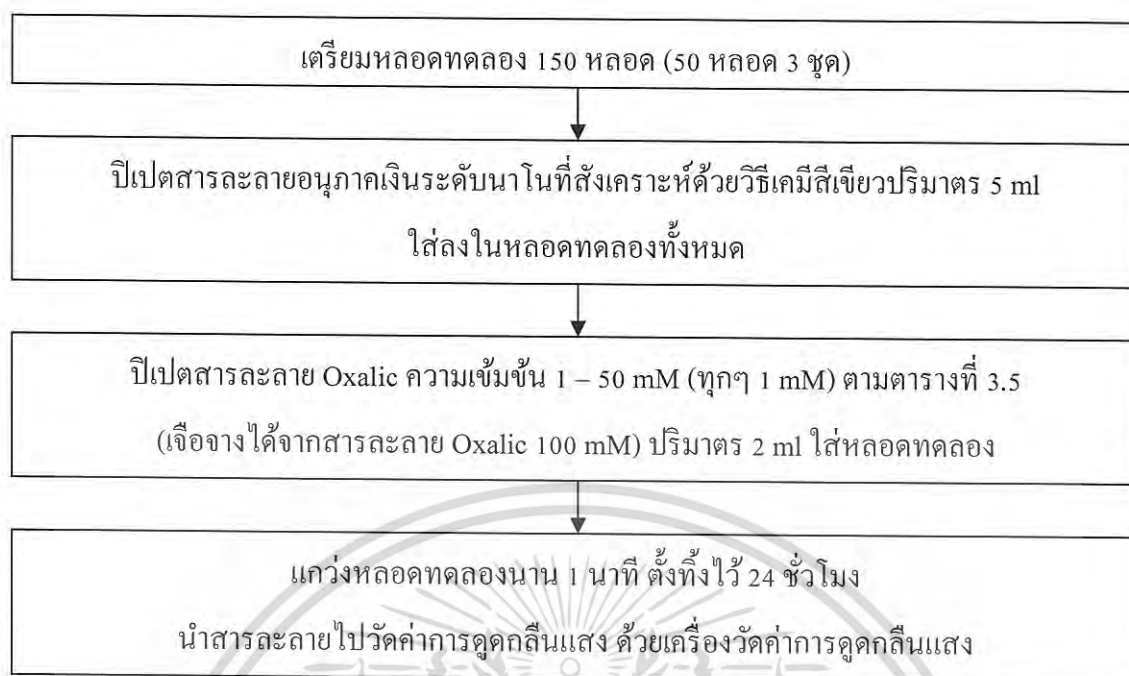 เตรียมหลอดทดลอง 150 หลอด (50 หลอด 3 ชุด)
ปิเปตสารละลายอนุภาคเงินระดับนาโนที่สังเคราะห์ด้วยวิธีเคมีสีเขียวปริมาตร 5 ml
ใส่ลงในหลอดทดลองทั้งหมด
ปิเปตสารละลาย Oxalic ความเข้มข้น 1 – 50 mM (ทุกๆ 1 mM) ตามตารางที่ 3.5
(เจือจางได้จากสารละลาย Oxalic 100 mM) ปริมาตร 2 ml ใส่หลอดทดลอง
แกว่งหลอดทดลองนาน 1 นาที ตั้งทิ้งไว้ 24 ชั่วโมง
นำสารละลายไปวัดค่าการดูดกลืนแสง ด้วยเครื่องวัดค่าการดูดกลืนแสง